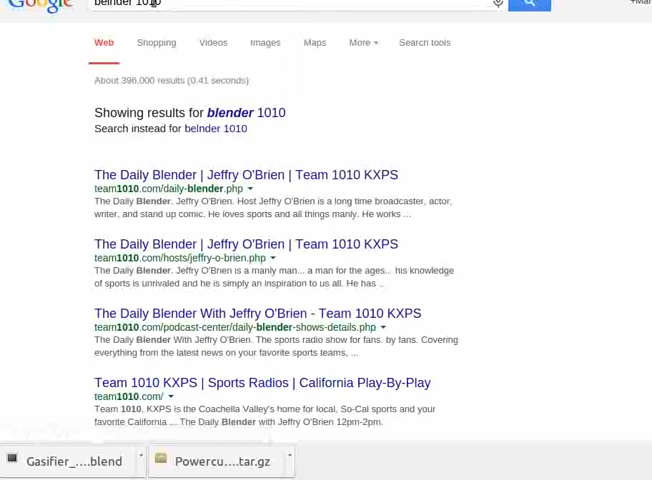 Google belnder 1010
+Mar
Web Shopping Videos Images Maps More Search tools
About 396,000 results (0.41 seconds)
Showing results for blender 1010
Search instead for belnder 1010
The Daily Blender | Jeffry O'Brien | Team 1010 KXPS
team1010.com/daily-blender.php
The Daily Blender. Jeffry O'Brien. Host Jeffry O'Brien is a long time broadcaster, actor,
writer, and stand up comic. He loves sports and all things manly. He works ...
The Daily Blender | Jeffry O'Brien | Team 1010 KXPS
team1010.com/hosts/jeffry-o-brien.php
The Daily Blender. Jeffry O'Brien is a manly man... a man for the ages.. his knowledge
of sports is unrivaled and he is simply an inspiration to us all. He has ..
The Daily Blender With Jeffry O'Brien - Team 1010 KXPS
team1010.com/podcast-center/daily-blender-shows-details.php
The Daily Blender With Jeffry O'Brien. The sports radio show for fans. by fans. Covering
everything from the latest news on your favorite sports teams, ...
Team 1010 KXPS | Sports Radios | California Play-By-Play
team1010.com/
Team 1010, KXPS is the Coachella Valley's home for local, So-Cal sports and your
favorite California ... The Daily Blender with Jeffry O'Brien 12pm-2pm.
Gasifier_....blend Powercu....tar.gz